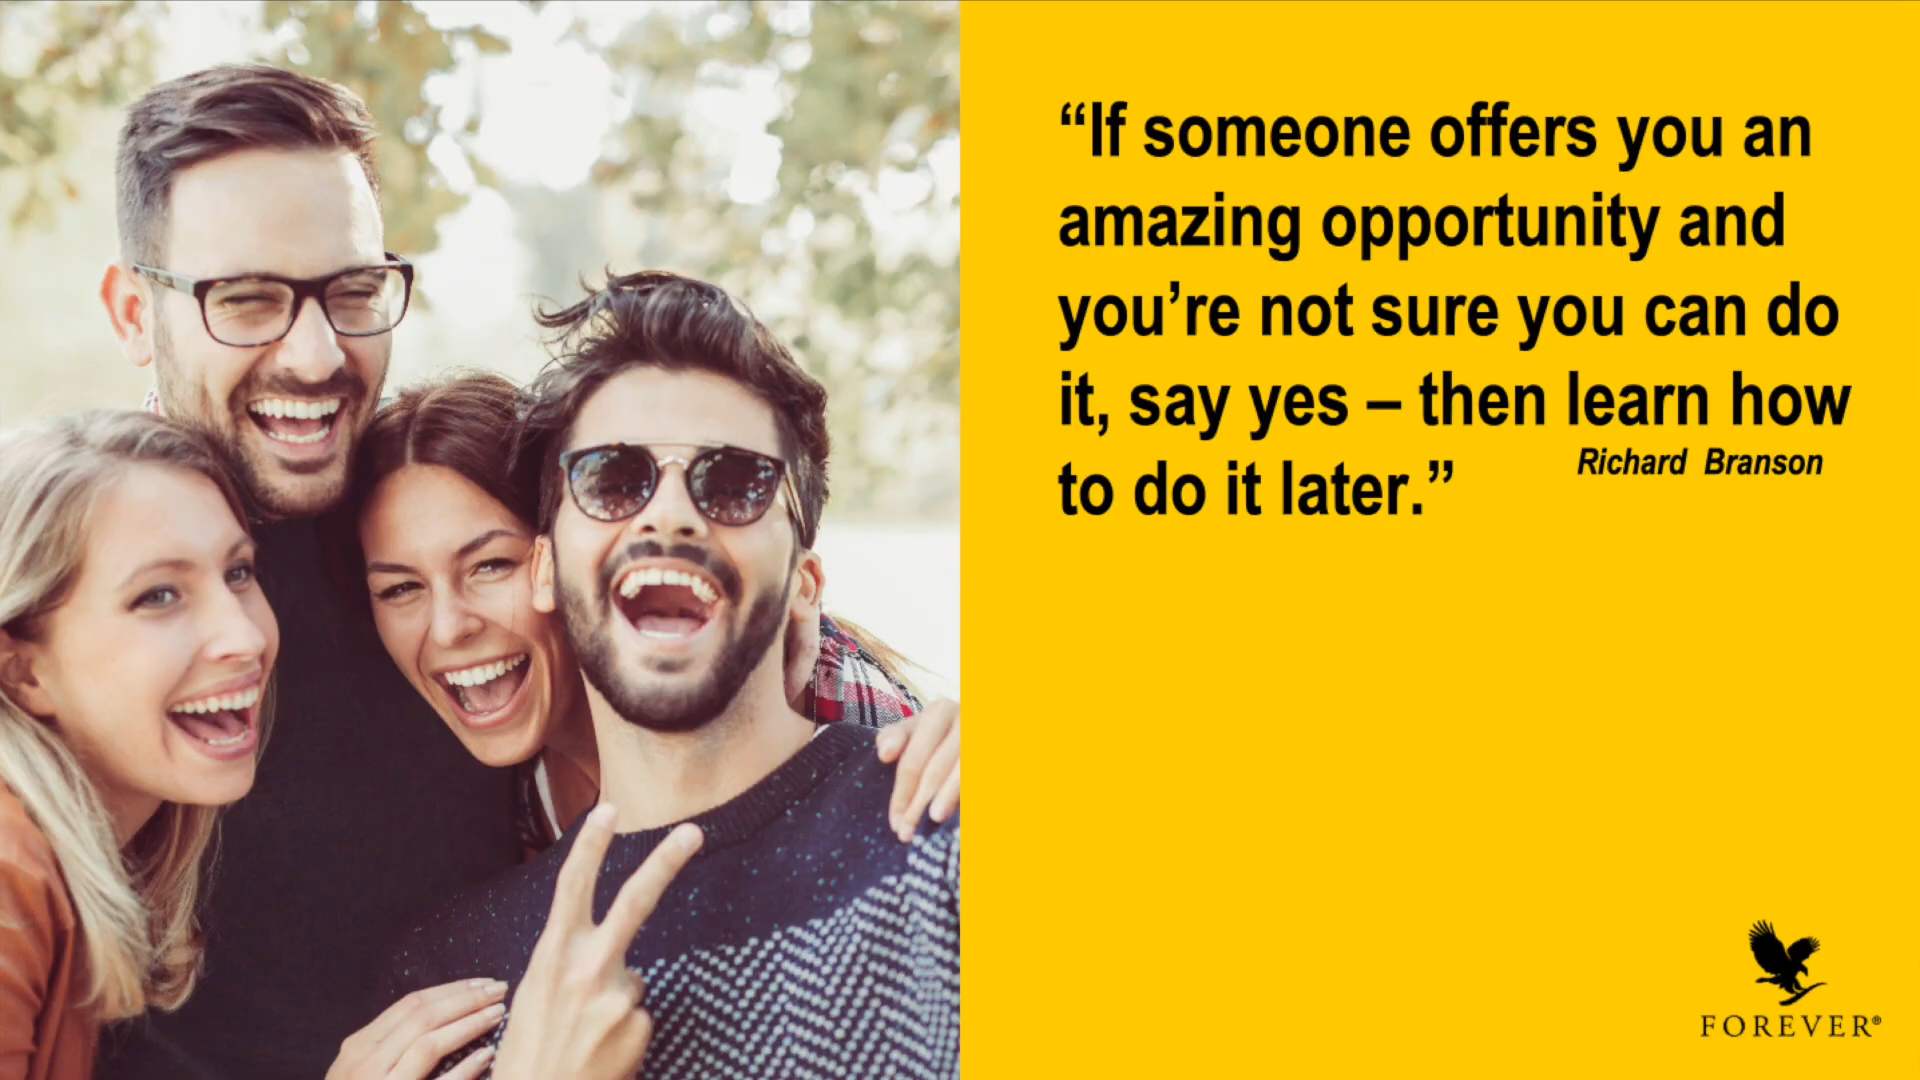 “If someone offers you an
amazing opportunity and
you’re not sure you can do
it, say yes – then learn how
to do it later.”
Richard Branson
FOREVER®